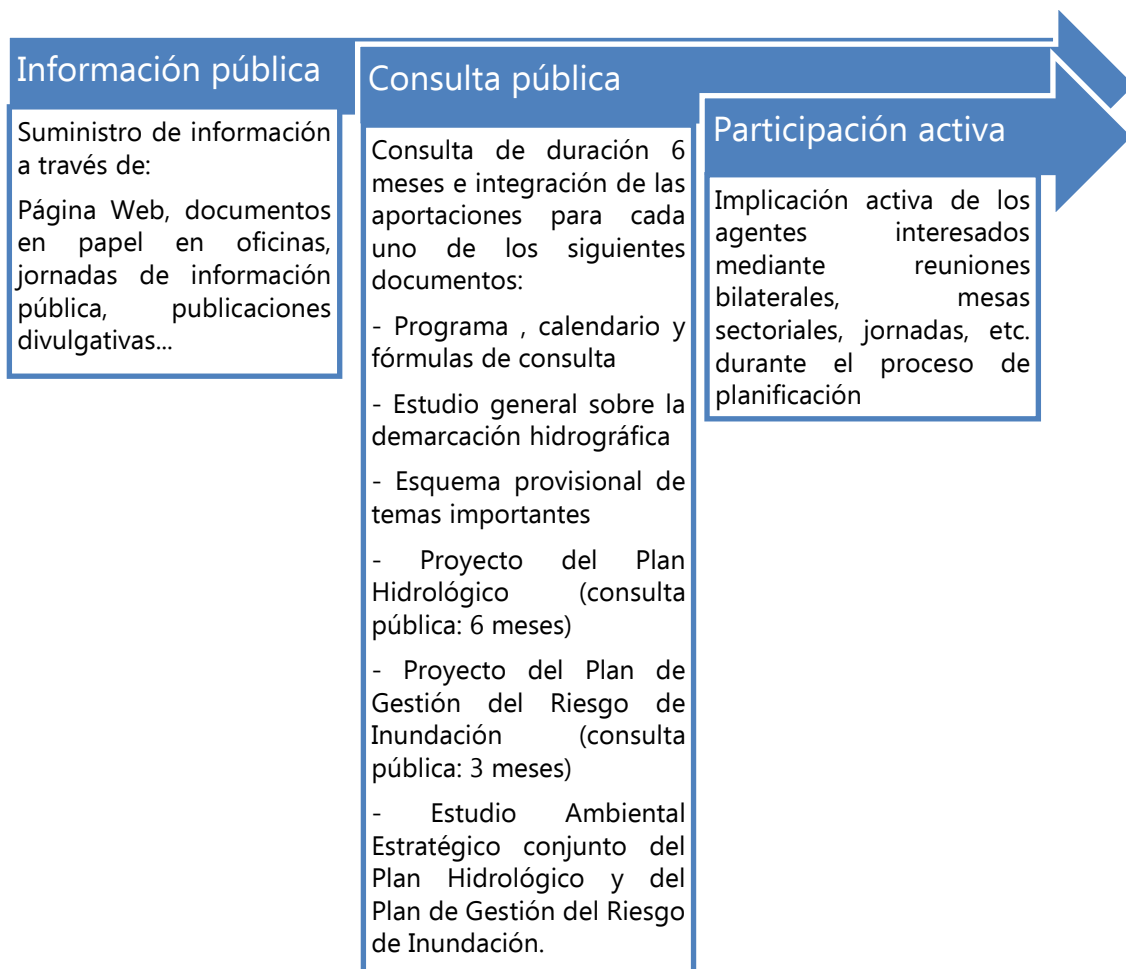 Información pública
Suministro de información
a través de:
Página Web, documentos
en papel en oficinas,
jornadas de información
pública, publicaciones
divulgativas...
Consulta pública
Consulta de duración 6
meses e integración de las
aportaciones para cada
uno de los siguientes
documentos:
- Programa , calendario y
fórmulas de consulta
- Estudio general sobre la
demarcación hidrográfica
- Esquema provisional de
temas importantes
- Proyecto del Plan
Hidrológico (consulta
pública: 6 meses)
- Proyecto del Plan de
Gestión del Riesgo de
Inundación (consulta
pública: 3 meses)
- Estudio Ambiental
Estratégico conjunto del
Plan Hidrológico y del
Plan de Gestión del Riesgo
de Inundación.
Participación activa
Implicación activa de los
agentes interesados
mediante reuniones
bilaterales, mesas
sectoriales, jornadas, etc.
durante el proceso de
planificación